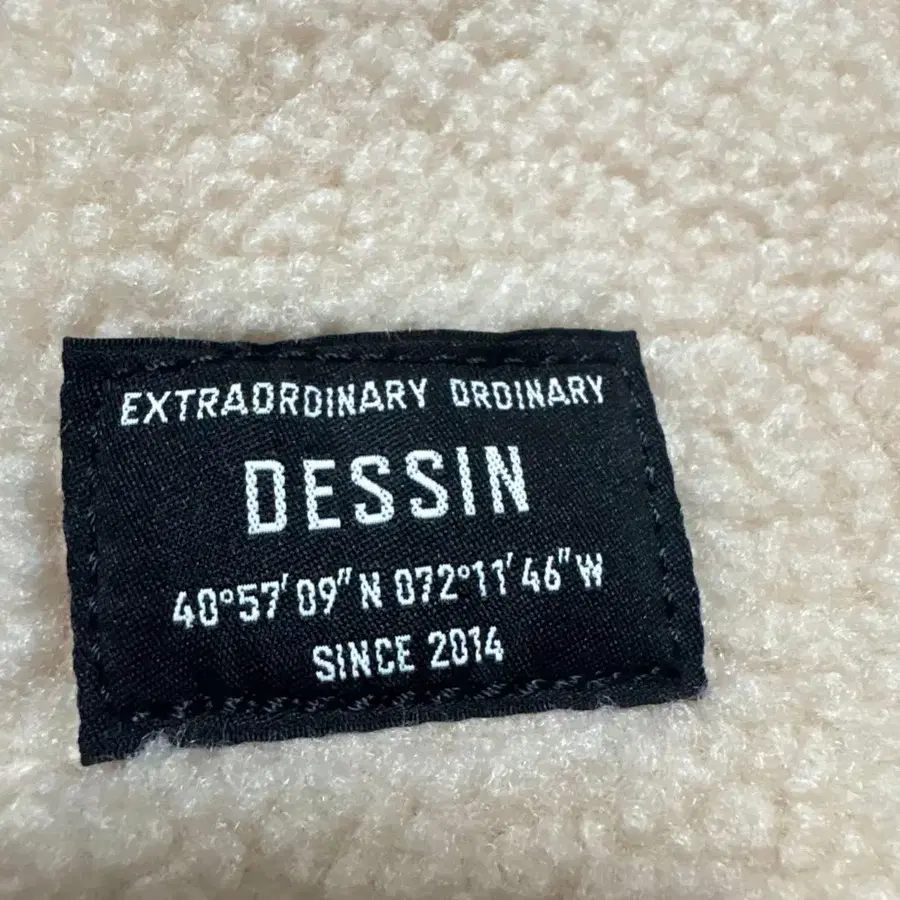 EXTRAORDINARY ORDINARY
DESSIN
40°57'09"N 072°11'46"W
SINCE 2014